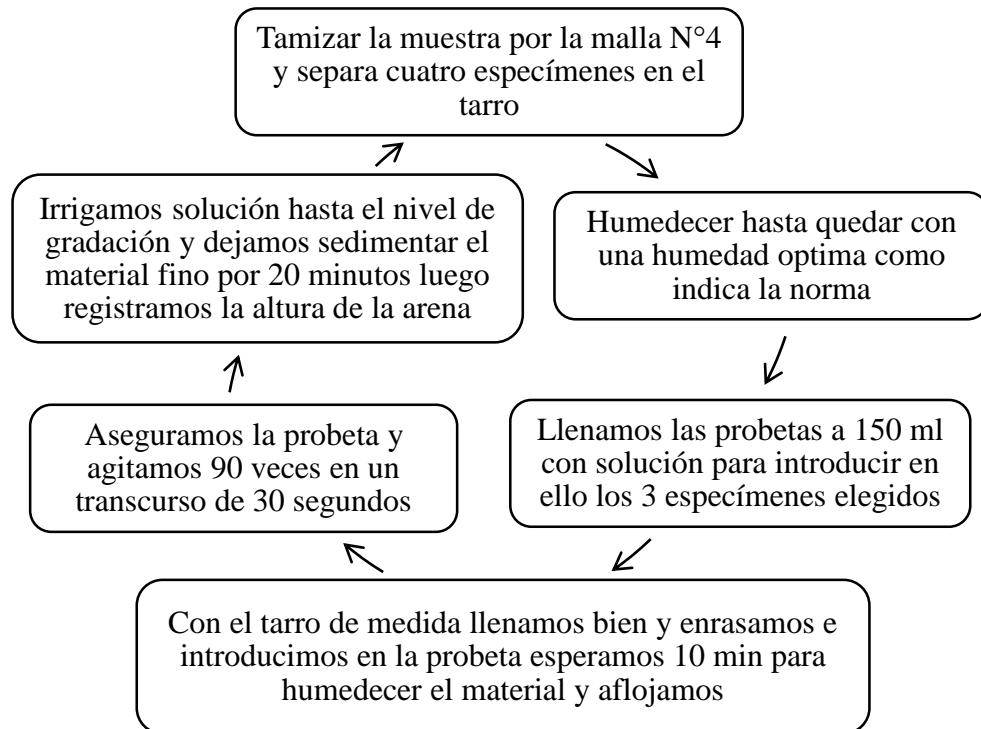 Tamizar la muestra por la malla N°4
y separa cuatro especímenes en el
tarro
Humedecer hasta quedar con
una humedad optima como
indica la norma
Llenamos las probetas a 150 ml
con solución para introducir en
ello los 3 especímenes elegidos
Con el tarro de medida llenamos bien y enrasamos e
introducimos en la probeta esperamos 10 min para
humedecer el material y aflojamos
Aseguramos la probeta y
agitamos 90 veces en un
transcurso de 30 segundos
Irrigamos solución hasta el nivel de
gradación y dejamos sedimentar el
material fino por 20 minutos luego
registramos la altura de la arena